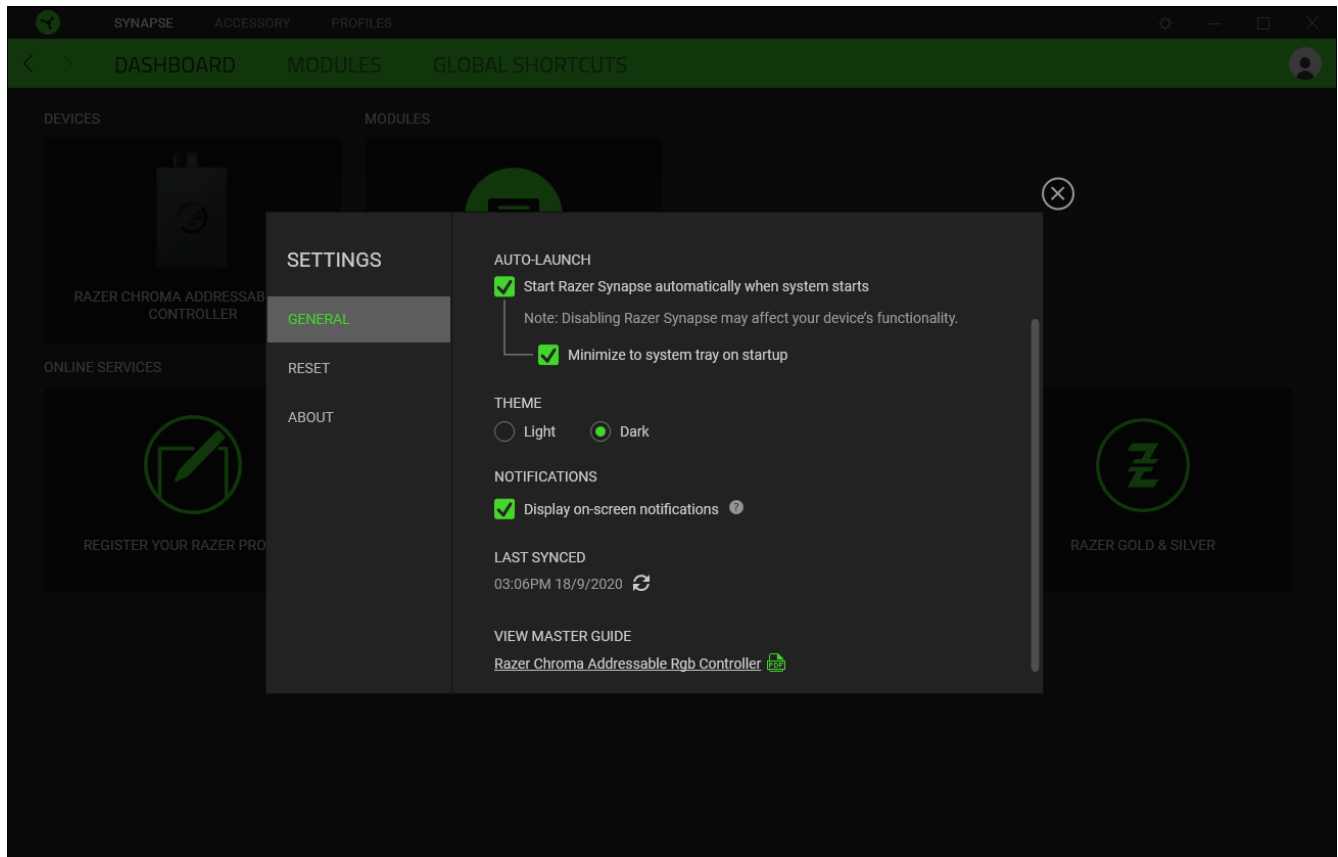 SYNAPSE ACCESSORY PROFILES
DASHBOARD MODULES GLOBAL SHORTCUTS
DEVICES
MODULES
RAZER CHROMA ADDRESSAB
CONTROLLER
ONLINE SERVICES
REGISTER YOUR RAZER PRO
RAZER GOLD & SILVER
SETTINGS
GENERAL
RESET
ABOUT
AUTO-LAUNCH
Start Razer Synapse automatically when system starts
Note: Disabling Razer Synapse may affect your device's functionality.
Minimize to system tray on startup
THEME
Light Dark
NOTIFICATIONS
Display on-screen notifications ?
LAST SYNCED
03:06PM 18/9/2020
VIEW MASTER GUIDE
Razer Chroma Addressable Rgb Controller PDF